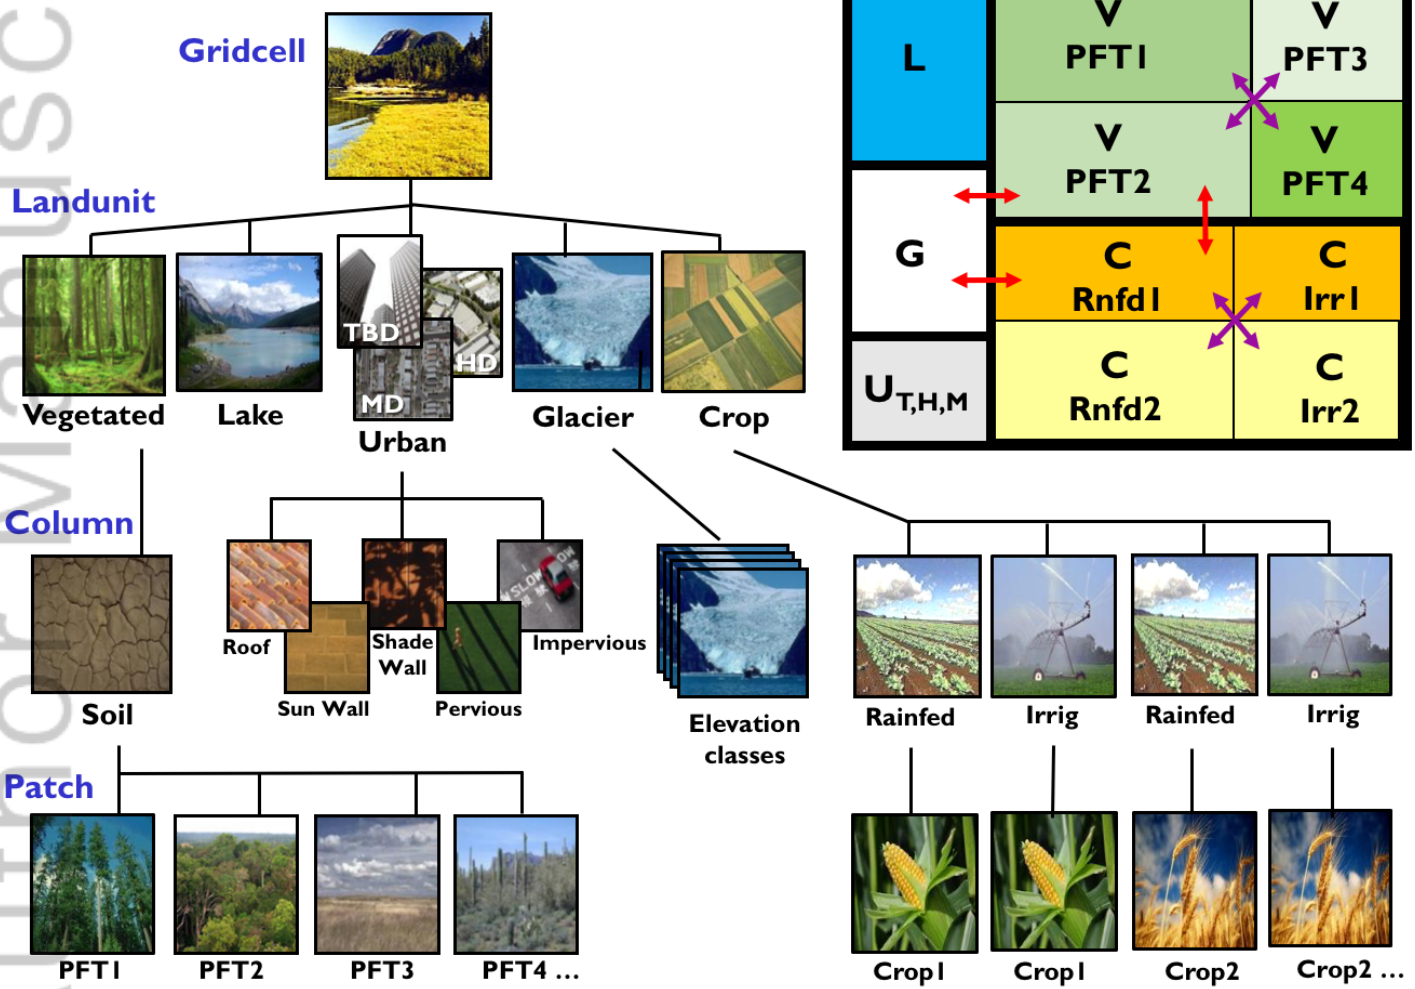 Gridcell
Landunit
TBD
HD
MD
Vegetated
Lake
Urban
Glacier
Crop
Column
Roof
Sun Wall
Shade
Wall
Pervious
Impervious
SLOW
Soil
Elevation
classes
Rainfed
Irrig
Rainfed
Irrig
Patch
PFT1
PFT2
PFT3
PFT4 ...
Crop1
Crop1
Crop2
Crop2 ...
L
V
PFT1
V
PFT3
V
PFT2
V
PFT4
G
C
Rnfd1
C
Irr1
U T,H,M
C
Rnfd2
C
Irr2